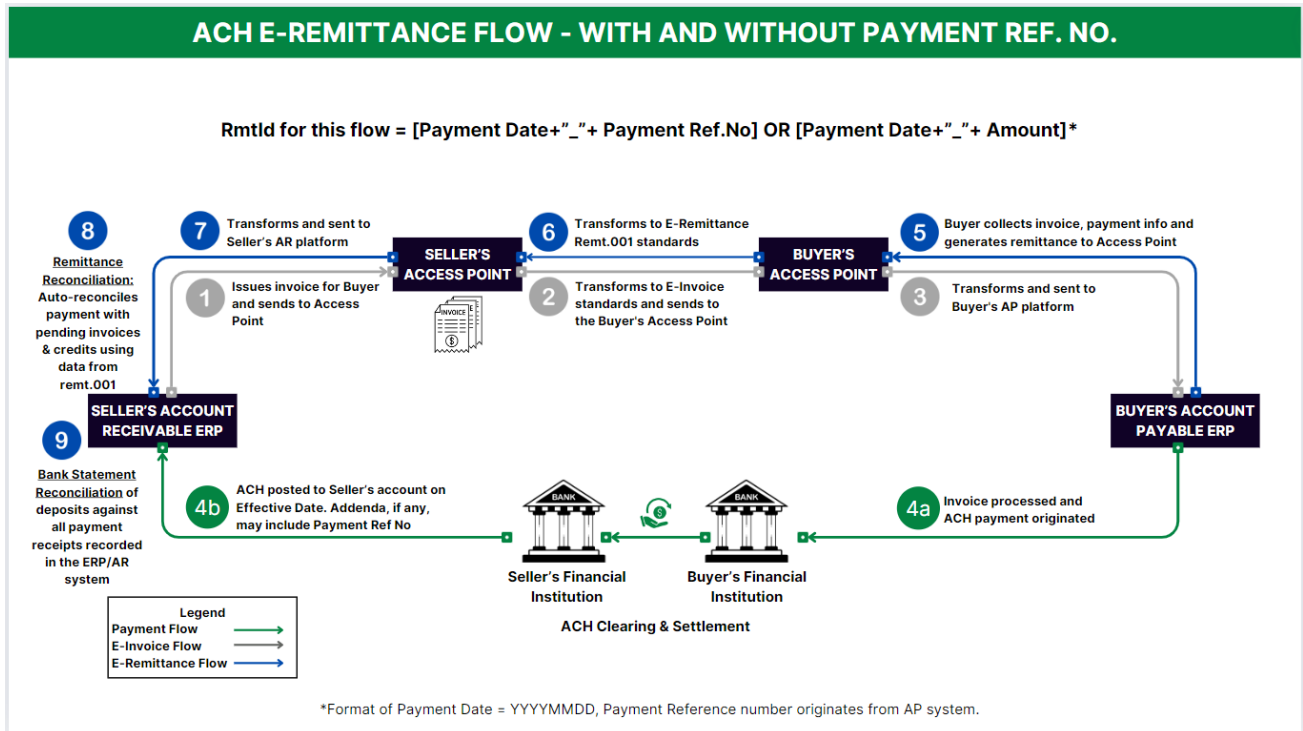 ACH E-REMITTANCE FLOW - WITH AND WITHOUT PAYMENT REF. NO.
RmtId for this flow = [Payment Date+”_”+ Payment Ref.No] OR [Payment Date+”_”+ Amount]*
8
Remittance
Reconciliation:
Auto-reconciles
payment with
pending invoices
& credits using
data from
remt.001
7
Transforms and sent to
Seller’s AR platform
SELLER’S
ACCESS POINT
6
Transforms to E-Remittance
Remt.001 standards
BUYER’S
ACCESS POINT
5
Buyer collects invoice, payment info and
generates remittance to Access Point
1
Issues invoice for Buyer
and sends to Access
Point
INVOICE
E
E
$
2
Transforms to E-Invoice
standards and sends to
the Buyer's Access Point
3
Transforms and sent to
Buyer's AP platform
SELLER’S ACCOUNT
RECEIVABLE ERP
BUYER’S ACCOUNT
PAYABLE ERP
9
Bank Statement
Reconciliation of
deposits against
all payment
receipts recorded
in the ERP/AR
system
4b
ACH posted to Seller’s account on
Effective Date. Addenda, if any,
may include Payment Ref No
BANK
$
BANK
4a
Invoice processed and
ACH payment originated
Seller’s Financial
Institution
Buyer’s Financial
Institution
ACH Clearing & Settlement
Legend
Payment Flow
E-Invoice Flow
E-Remittance Flow
*Format of Payment Date = YYYYMMDD, Payment Reference number originates from AP system.